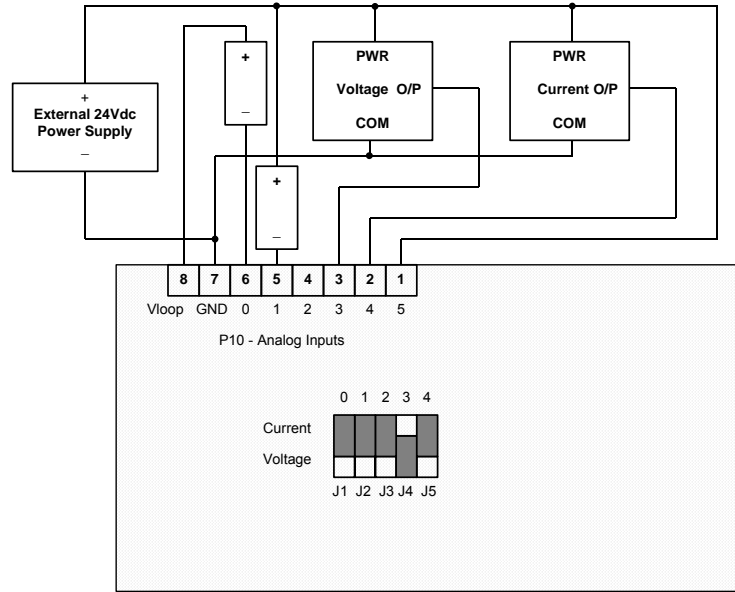 PWR
Voltage O/P
COM
PWR
Current O/P
COM
+
External 24Vdc
Power Supply
_
+
_
+
_
8 7 6 5 4 3 2 1
Vloop GND 0 1 2 3 4 5
P10 - Analog Inputs
0 1 2 3 4
Current
Voltage
J1 J2 J3 J4 J5